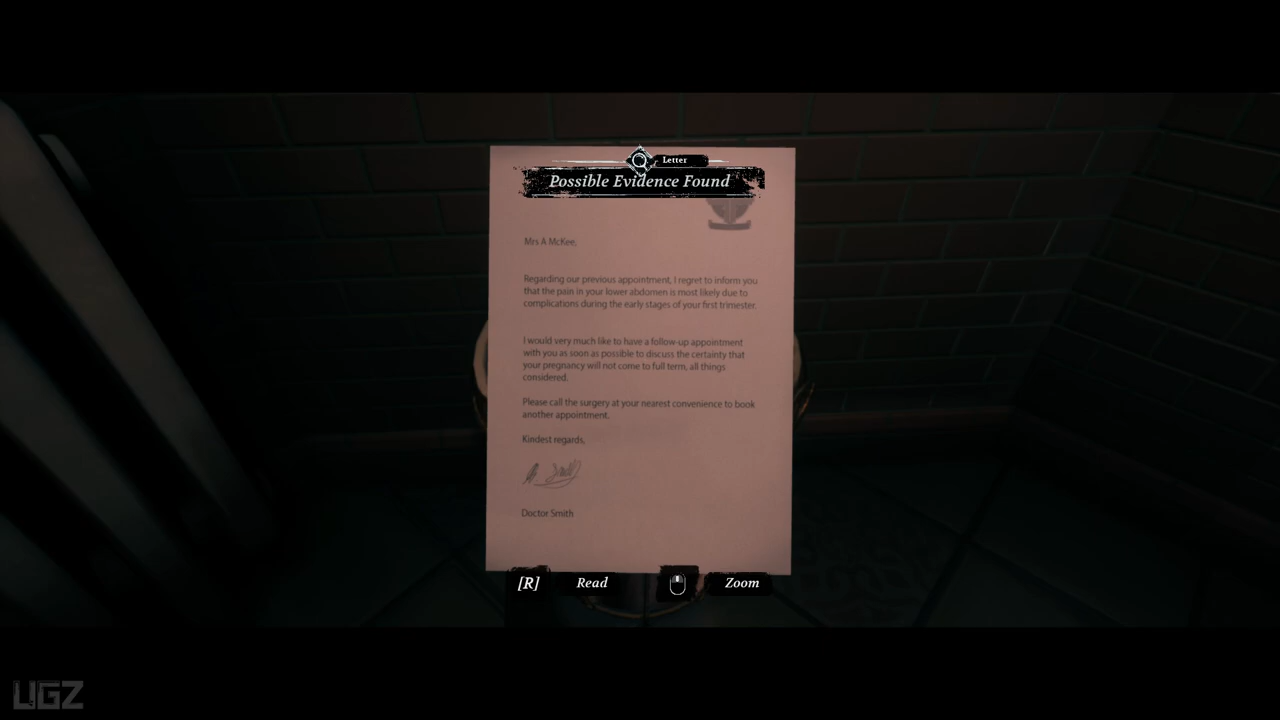 Letter
Possible Evidence Found
Mrs A McKee,
Regarding our previous appointment, I regret to inform you
that the pain in your lower abdomen is most likely due to
complications during the early stages of your first trimester.
I would very much like to have a follow-up appointment
with you as soon as possible to discuss the certainty that
your pregnancy will not come to full term, all things
considered.
Please call the surgery at your nearest convenience to book
another appointment.
Kindest regards,
Doctor Smith
[R] Read Zoom
UGZ